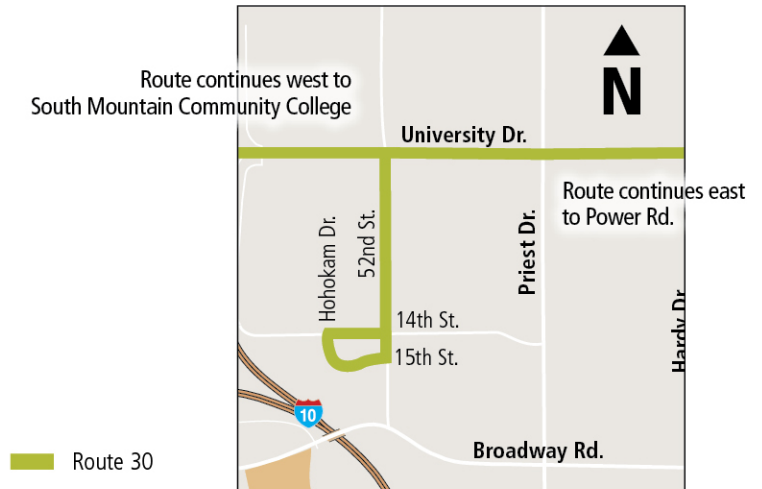 Route continues west to
South Mountain Community College
N
University Dr.
Route continues east
to Power Rd.
Hohokam Dr.
52nd St.
Priest Dr.
Hardy Dr
14th St.
15th St.
10
Broadway Rd.
Route 30